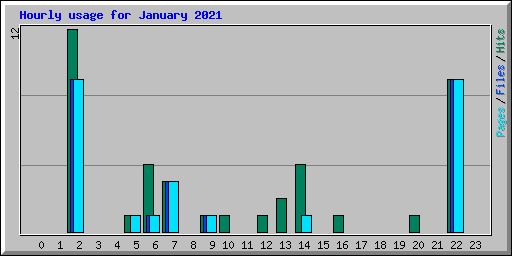 Hourly usage for January 2021
12
Pages/Files/Hits
0 1 2 3 4 5 6 7 8 9 10 11 12 13 14 15 16 17 18 19 20 21 22 23